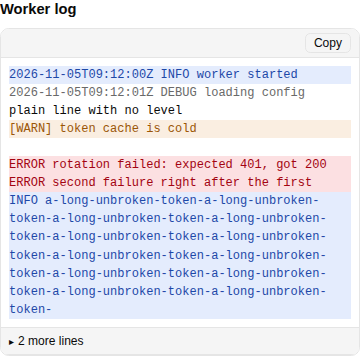 Worker log
Copy
2026-11-05T09:12:00Z INFO worker started
2026-11-05T09:12:01Z DEBUG loading config
plain line with no level
[WARN] token cache is cold
ERROR rotation failed: expected 401, got 200
ERROR second failure right after the first
INFO a-long-unbroken-token-a-long-unbroken-
token-a-long-unbroken-token-a-long-unbroken-
token-a-long-unbroken-token-a-long-unbroken-
token-a-long-unbroken-token-a-long-unbroken-
token-a-long-unbroken-token-a-long-unbroken-
token-a-long-unbroken-token-a-long-unbroken-
token-
▸ 2 more lines